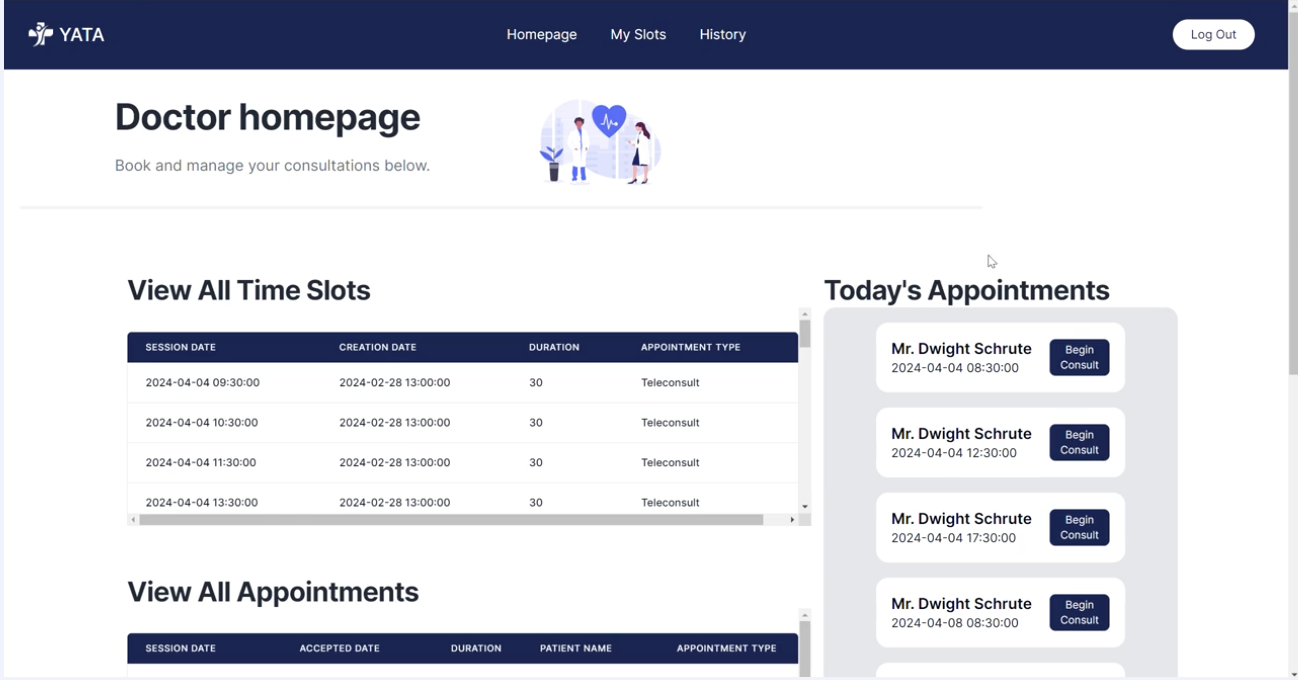 YATA
Homepage My Slots History
Log Out
Doctor homepage
Book and manage your consultations below.
View All Time Slots
SESSION DATE CREATION DATE DURATION APPOINTMENT TYPE
2024-04-04 09:30:00 2024-02-28 13:00:00 30 Teleconsult
2024-04-04 10:30:00 2024-02-28 13:00:00 30 Teleconsult
2024-04-04 11:30:00 2024-02-28 13:00:00 30 Teleconsult
2024-04-04 13:30:00 2024-02-28 13:00:00 30 Teleconsult
View All Appointments
SESSION DATE ACCEPTED DATE DURATION PATIENT NAME APPOINTMENT TYPE
Today's Appointments
Mr. Dwight Schrute
2024-04-04 08:30:00
Begin
Consult
Mr. Dwight Schrute
2024-04-04 12:30:00
Begin
Consult
Mr. Dwight Schrute
2024-04-04 17:30:00
Begin
Consult
Mr. Dwight Schrute
2024-04-08 08:30:00
Begin
Consult